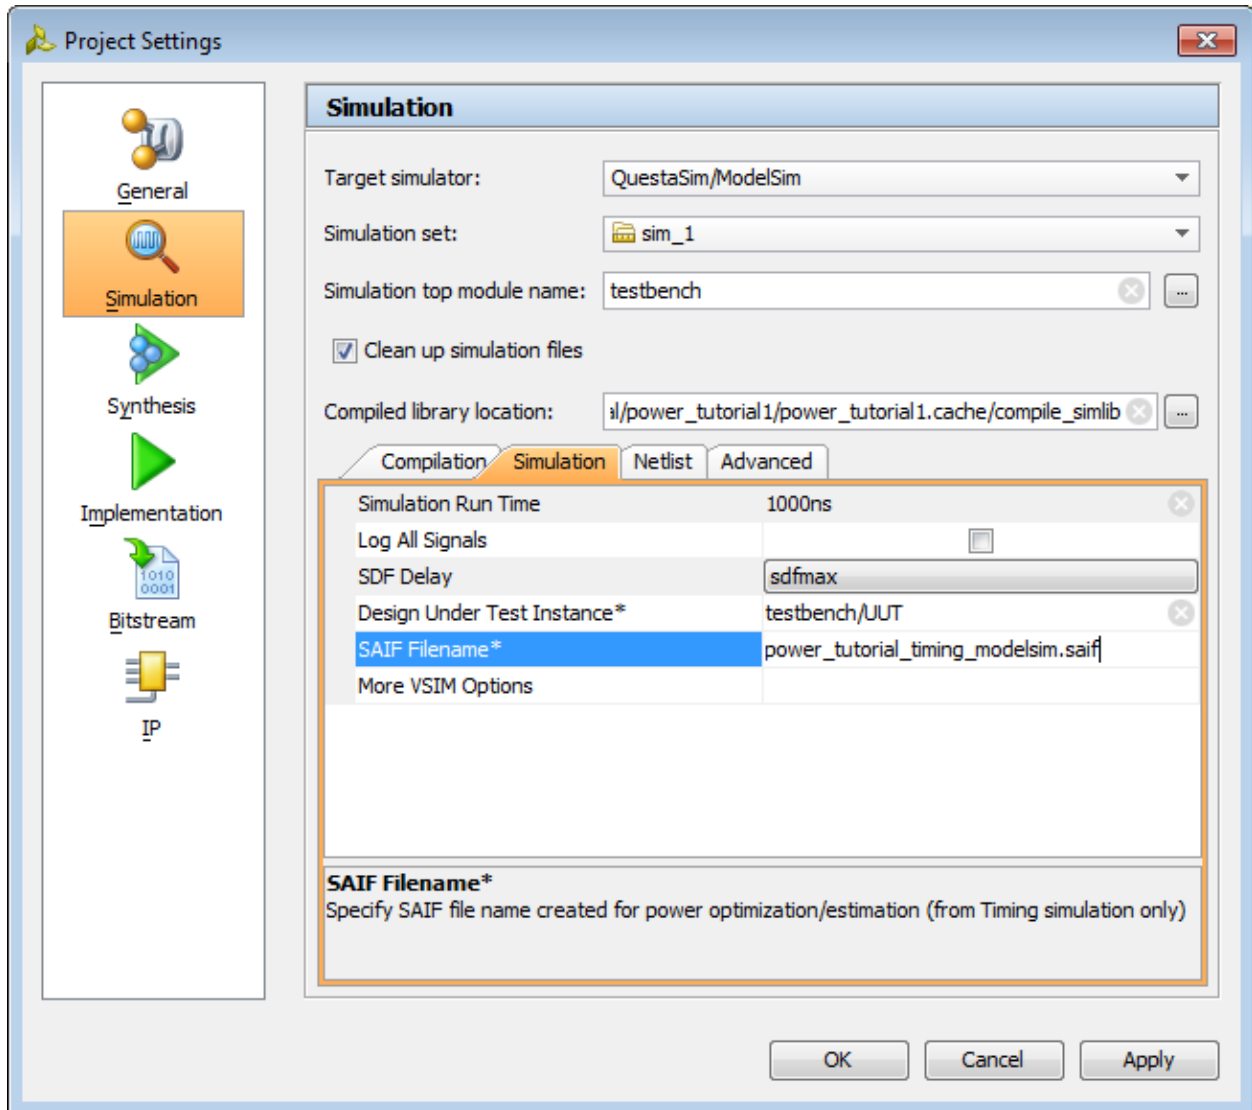 Project Settings
General
Simulation
Synthesis
Implementation
1010
0001
Bitstream
IP
Simulation
Target simulator: QuestaSim/ModelSim
Simulation set: sim_1
Simulation top module name: testbench ...
Clean up simulation files
Compiled library location: al/power_tutorial1/power_tutorial1.cache/compile_simlib ...
Compilation Simulation Netlist Advanced
Simulation Run Time 1000ns
Log All Signals
SDF Delay sdfmax
Design Under Test Instance* testbench/UUT
SAIF Filename* power_tutorial_timing_modelsim.saif
More VSIM Options
SAIF Filename*
Specify SAIF file name created for power optimization/estimation (from Timing simulation only)
OK Cancel Apply